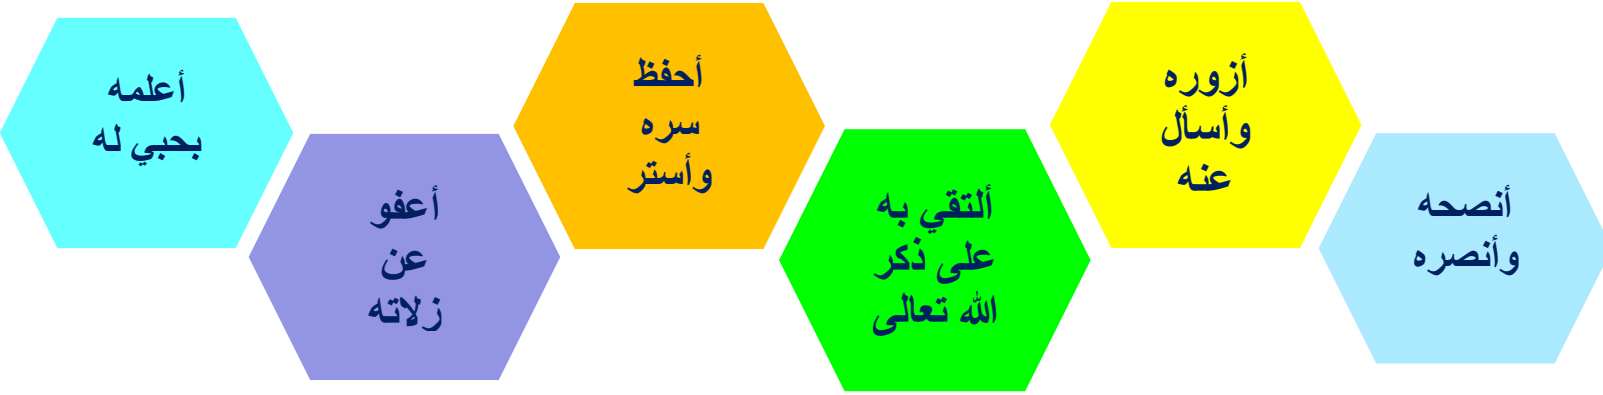 أنصحه
وأنصره
أزوره
وأسأل
عنه
ألتقي به
على ذكر
الله تعالى
أحفظ
سره
وأستر
أعفو
عن
زلاته
أعلمه
بحبي له